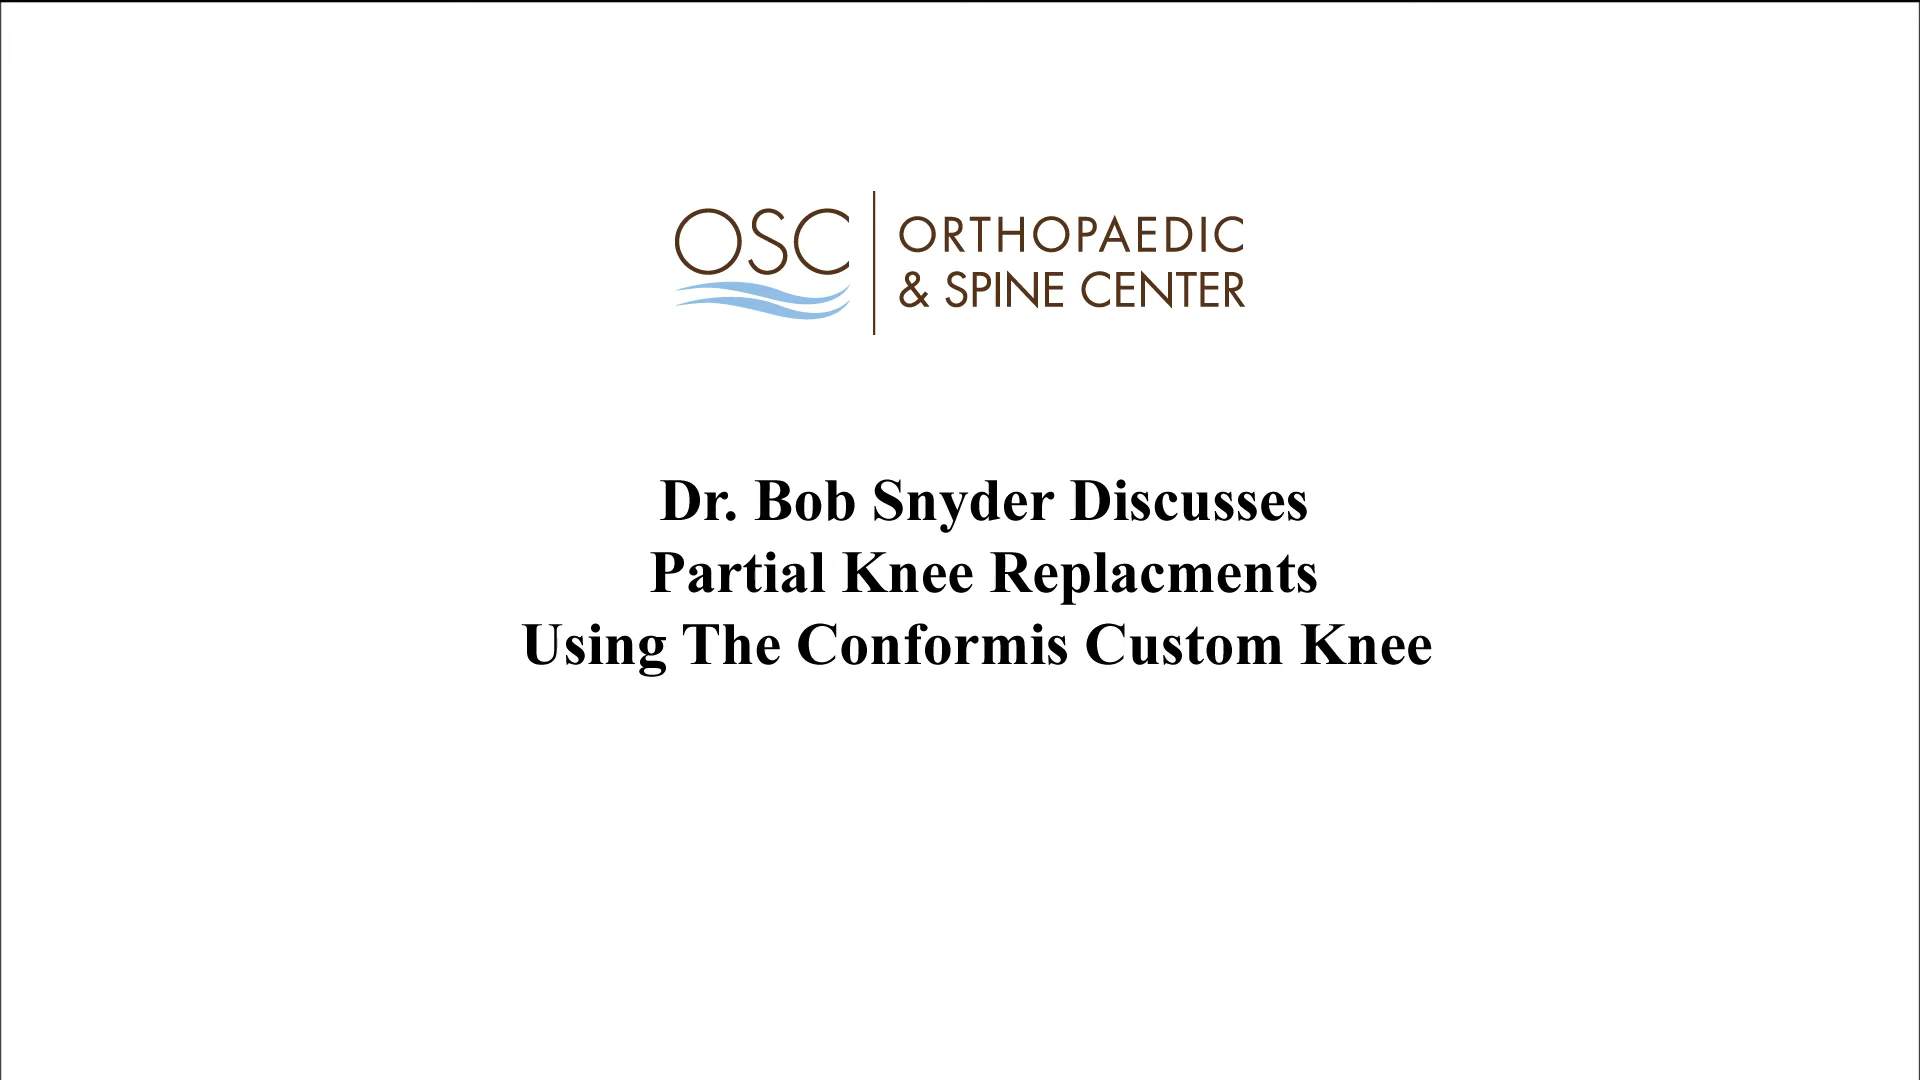 OSC
ORTHOPAEDIC
& SPINE CENTER
Dr. Bob Snyder Discusses
Partial Knee Replacments
Using The Conformis Custom Knee